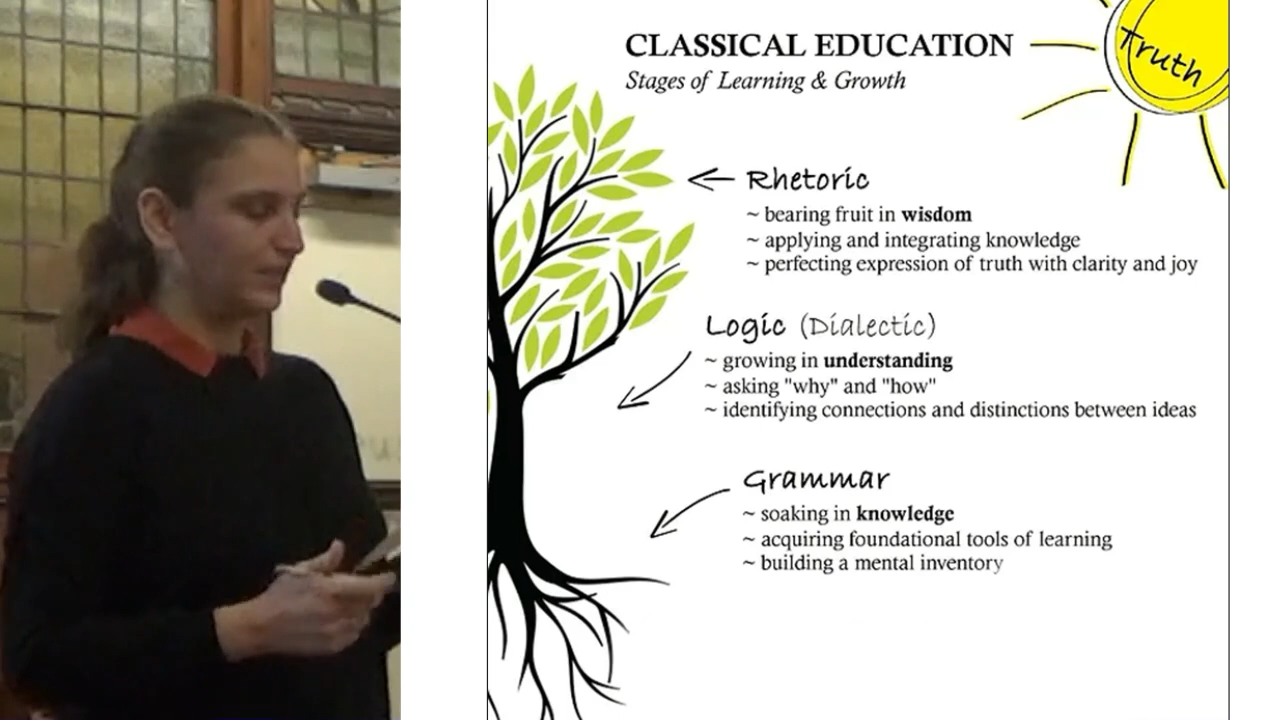 CLASSICAL EDUCATION
Stages of Learning & Growth
truth
Rhetoric
~ bearing fruit in wisdom
~ applying and integrating knowledge
~ perfecting expression of truth with clarity and joy
Logic (Dialectic)
~ growing in understanding
~ asking "why" and "how"
~ identifying connections and distinctions between ideas
Grammar
~ soaking in knowledge
~ acquiring foundational tools of learning
~ building a mental inventory